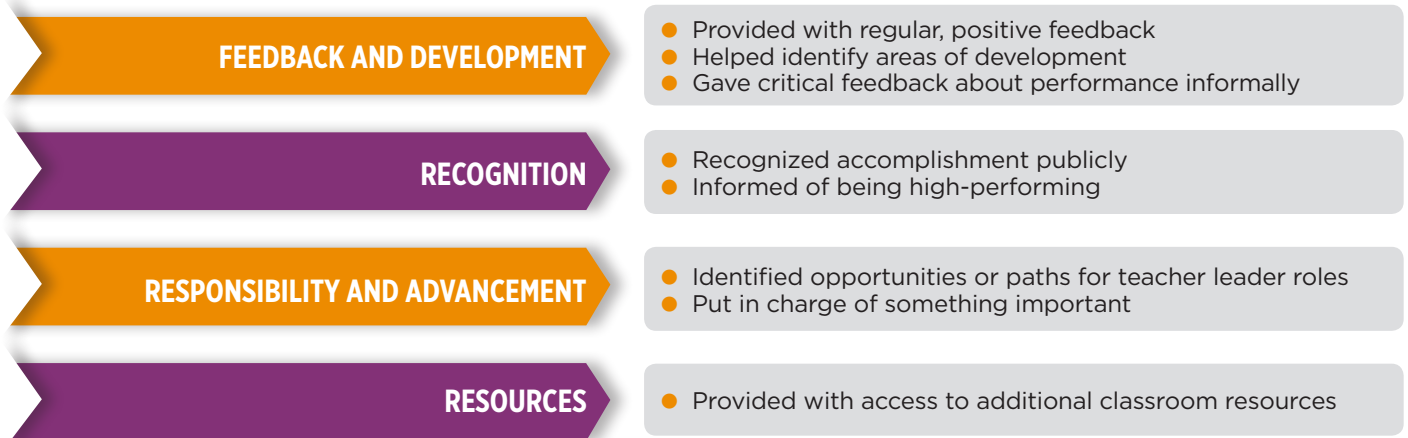 FEEDBACK AND DEVELOPMENT
● Provided with regular, positive feedback
● Helped identify areas of development
● Gave critical feedback about performance informally
RECOGNITION
● Recognized accomplishment publicly
● Informed of being high-performing
RESPONSIBILITY AND ADVANCEMENT
● Identified opportunities or paths for teacher leader roles
● Put in charge of something important
RESOURCES
● Provided with access to additional classroom resources